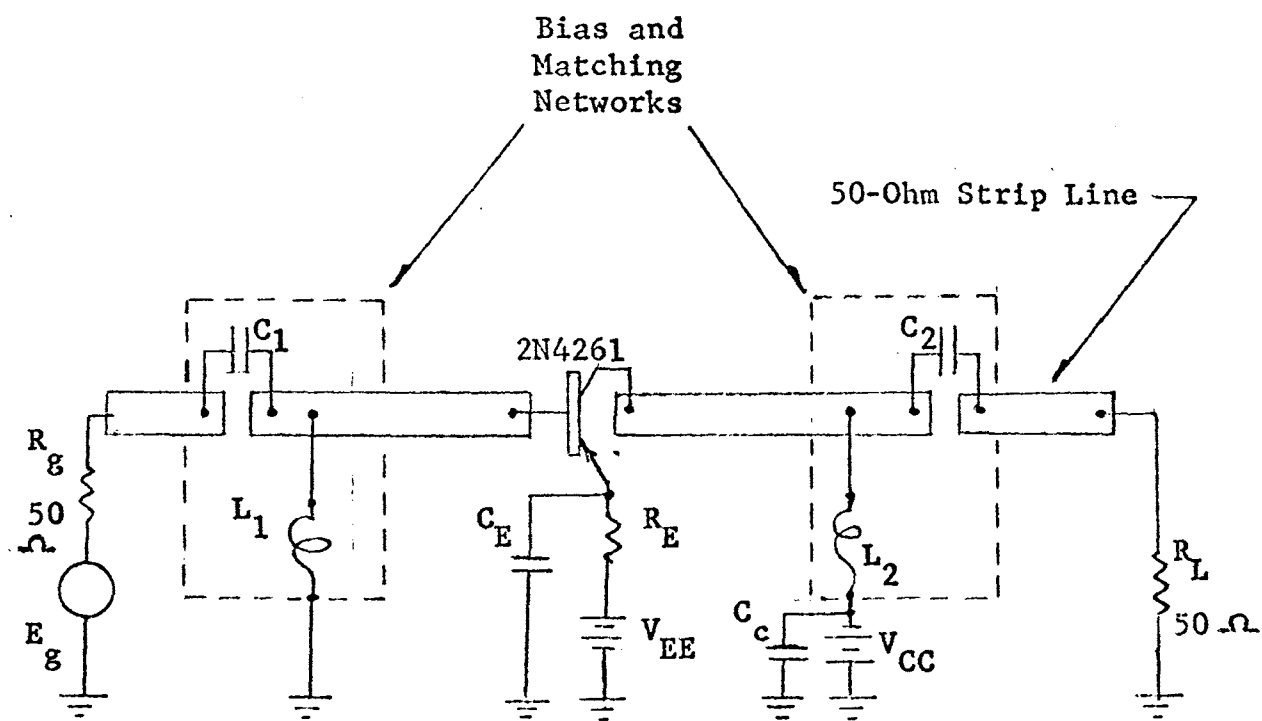 Bias and
Matching
Networks
50-Ohm Strip Line
C1
2N4261
C2
Rg
50
Ω
L1
CE
RE
L2
RL
50 Ω
Eg
VEE
Cc
VCC